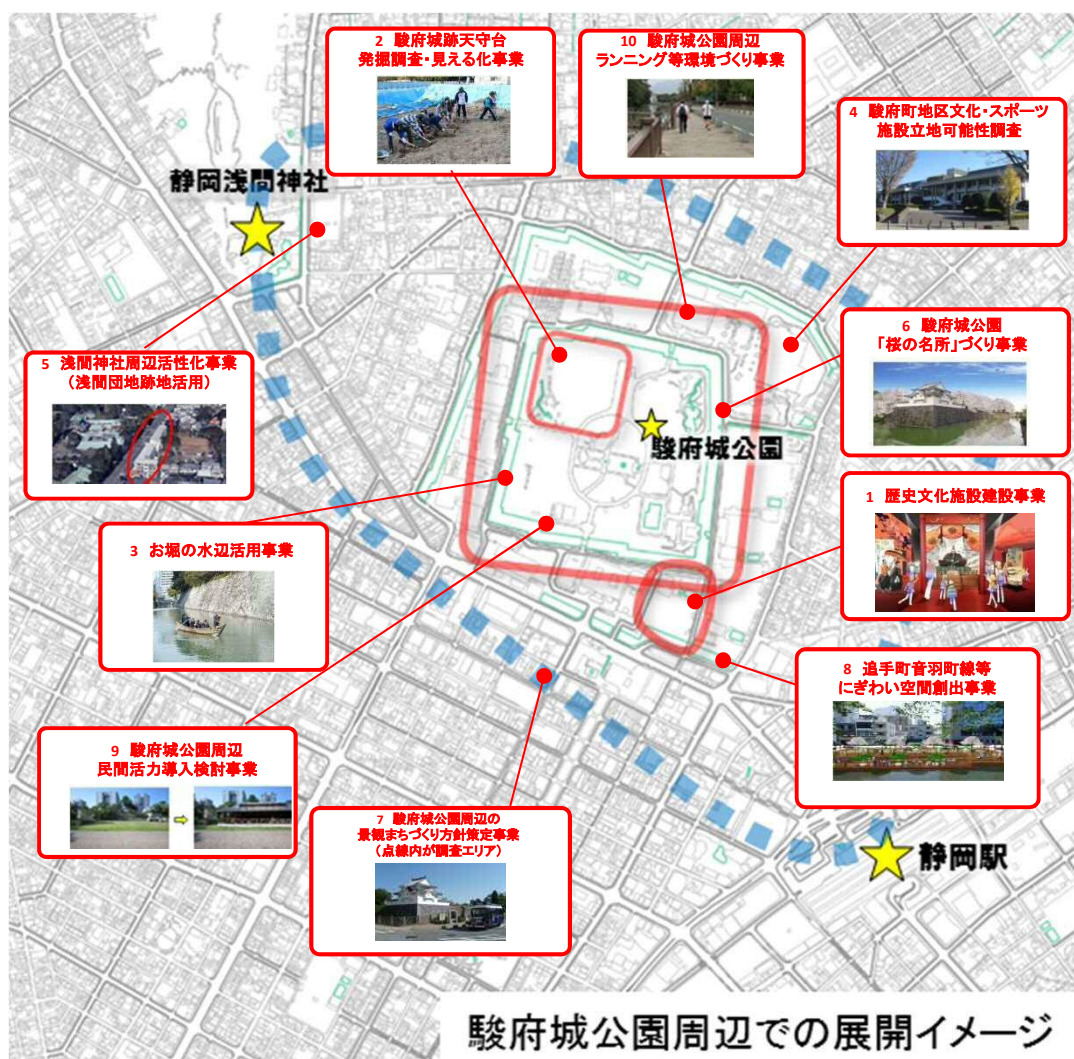 2 駿府城跡天守台
発掘調査・見える化事業
10 駿府城公園周辺
ランニング等環境づくり事業
4 駿府町地区文化・スポーツ
施設立地可能性調査
静岡浅間神社
5 浅間神社周辺活性化事業
（浅間団地跡地活用）
6 駿府城公園
「桜の名所」づくり事業
駿府城公園
1 歴史文化施設建設事業
3 お堀の水辺活用事業
8 追手町音羽町線等
にぎわい空間創出事業
9 駿府城公園周辺
民間活力導入検討事業
7 駿府城公園周辺の
景観まちづくり方針策定事業
（点線内が調査エリア）
静岡駅
駿府城公園周辺での展開イメージ